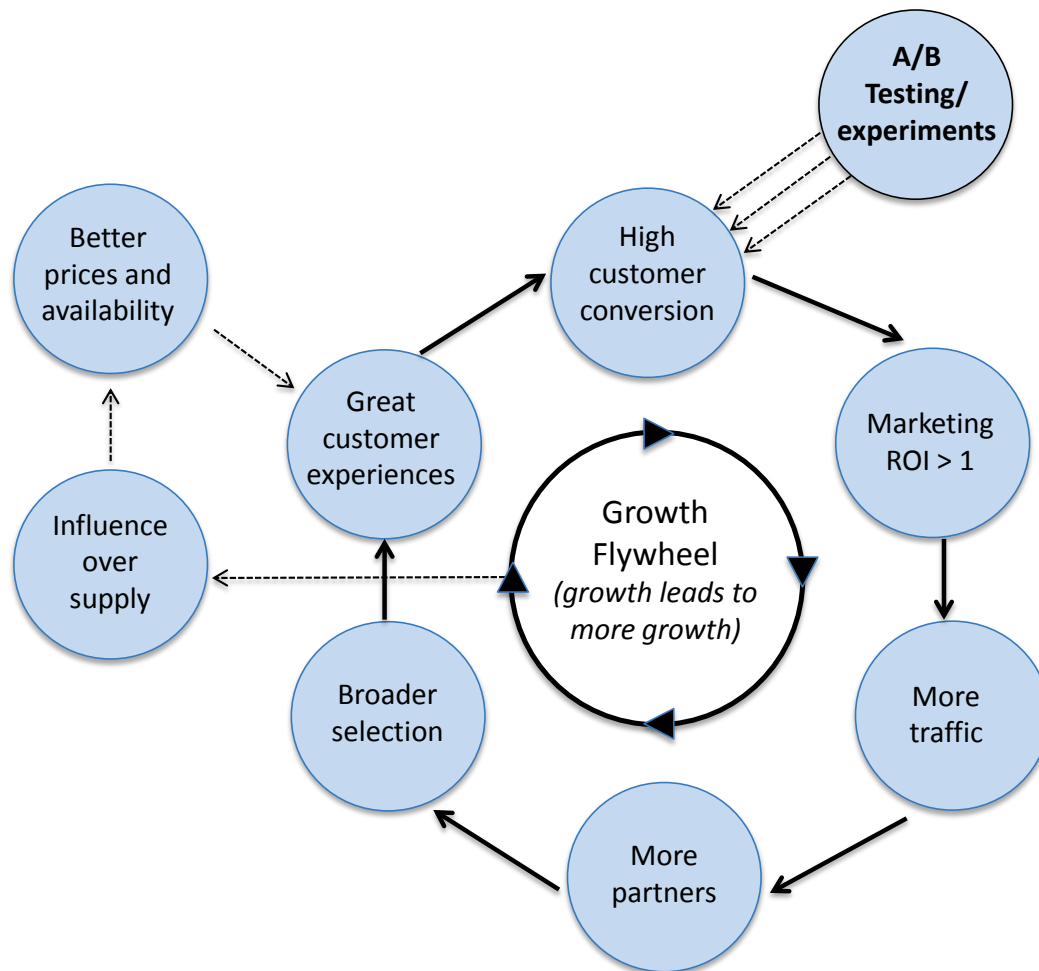 A/B
Testing/
experiments
Better
prices and
availability
High
customer
conversion
Great
customer
experiences
Marketing
ROI > 1
Growth
Flywheel
(growth leads to
more growth)
Influence
over
supply
Broader
selection
More
traffic
More
partners